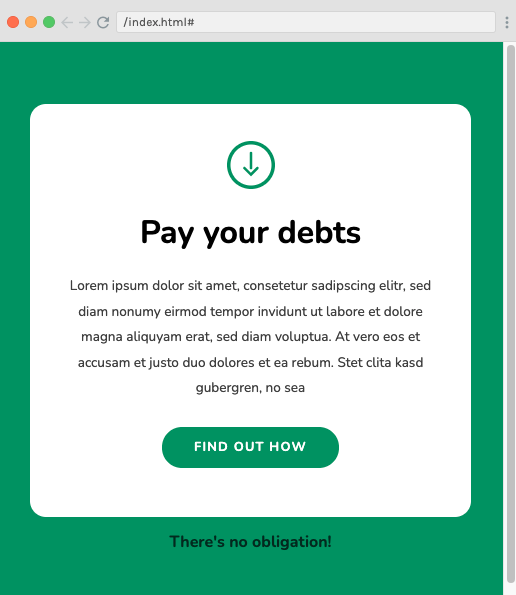 /index.html#
Pay your debts
Lorem ipsum dolor sit amet, consetetur sadipscing elitr, sed
diam nonumy eirmod tempor invidunt ut labore et dolore
magna aliquyam erat, sed diam voluptua. At vero eos et
accusam et justo duo dolores et ea rebum. Stet clita kasd
gubergren, no sea
FIND OUT HOW
There's no obligation!